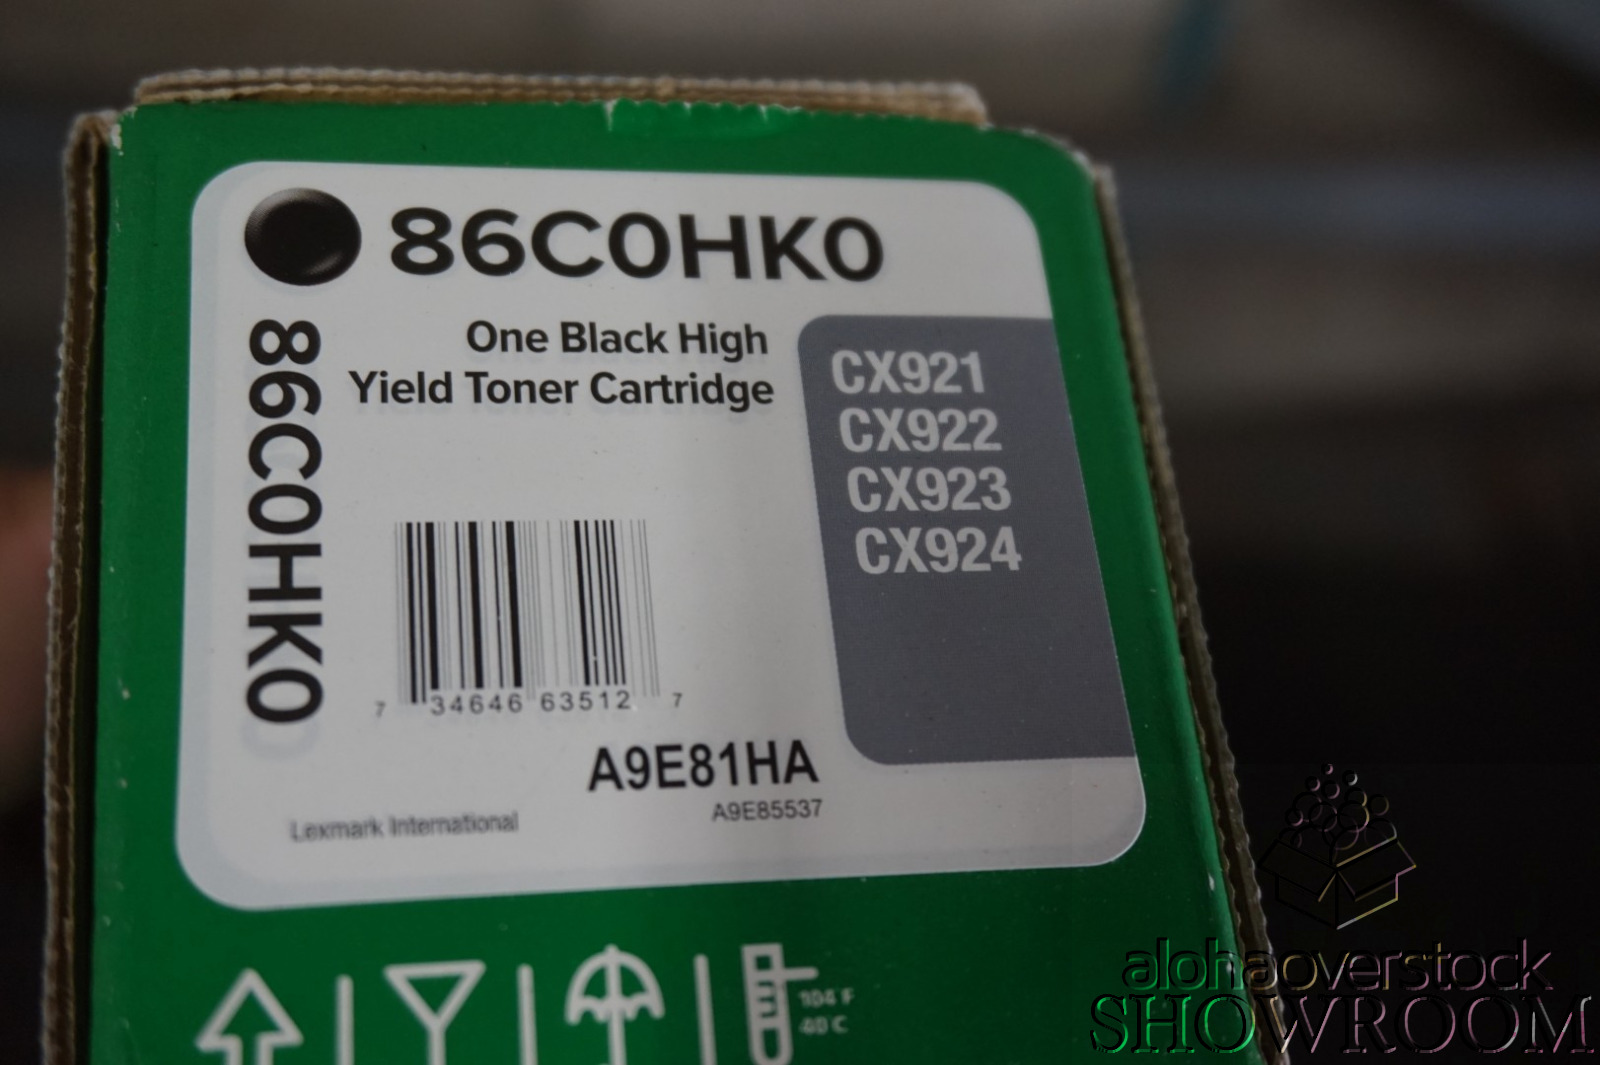 86C0HK0
86C0HK0
One Black High
Yield Toner Cartridge
CX921
CX922
CX923
CX924
7 34646 63512 7
A9E81HA
A9E85537
Lexmark International
104 F
40 C
alohaoverstock
SHOWROOM